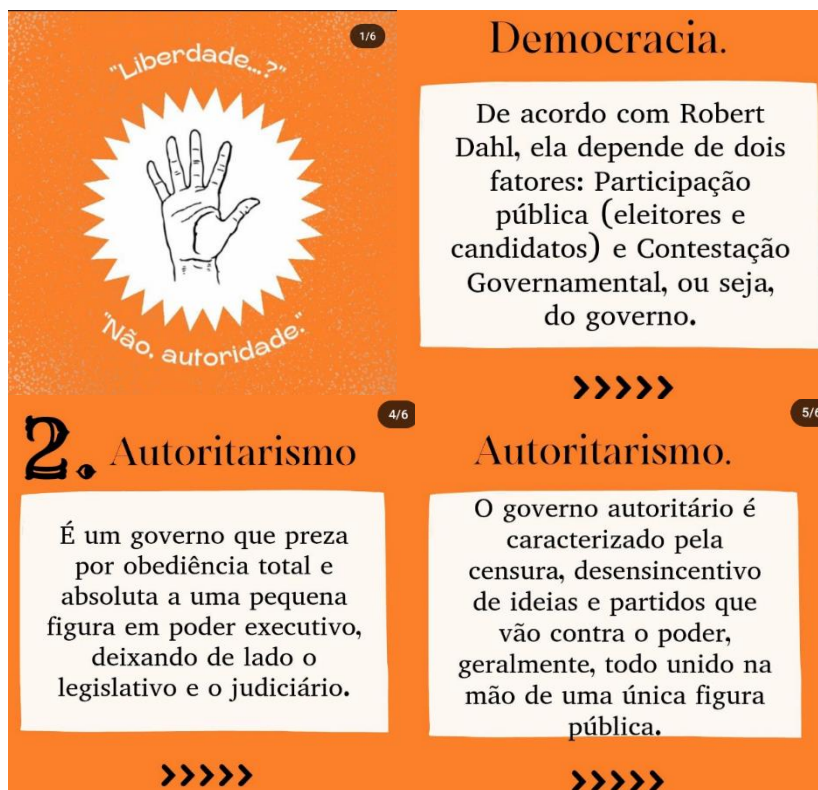 1/6
"Liberdade...?"
"Não, autoridade."
Democracia.
De acordo com Robert
Dahl, ela depende de dois
fatores: Participação
pública (eleitores e
candidatos) e Contestação
Governamental, ou seja,
do governo.
>>>>>
4/6
2. Autoritarismo
É um governo que preza
por obediência total e
absoluta a uma pequena
figura em poder executivo,
deixando de lado o
legislativo e o judiciário.
>>>>>
5/6
Autoritarismo.
O governo autoritário é
caracterizado pela
censura, desensincentivo
de ideias e partidos que
vão contra o poder,
geralmente, todo unido na
mão de uma única figura
pública.
>>>>>